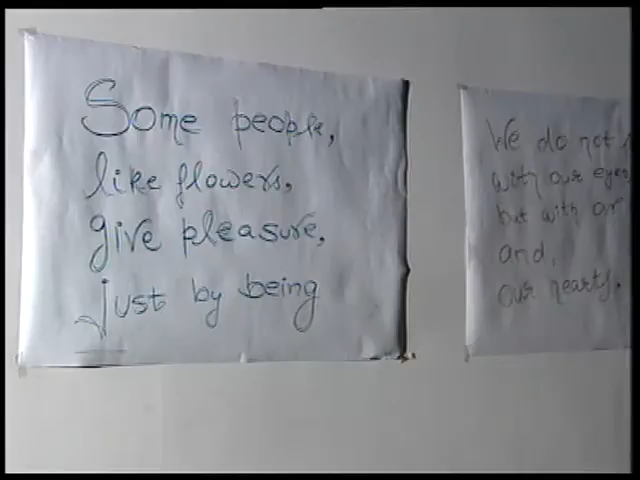 Some people,
like flowers,
give pleasure,
just by being
We do not
with our eyes
but with our
and,
our hearts.